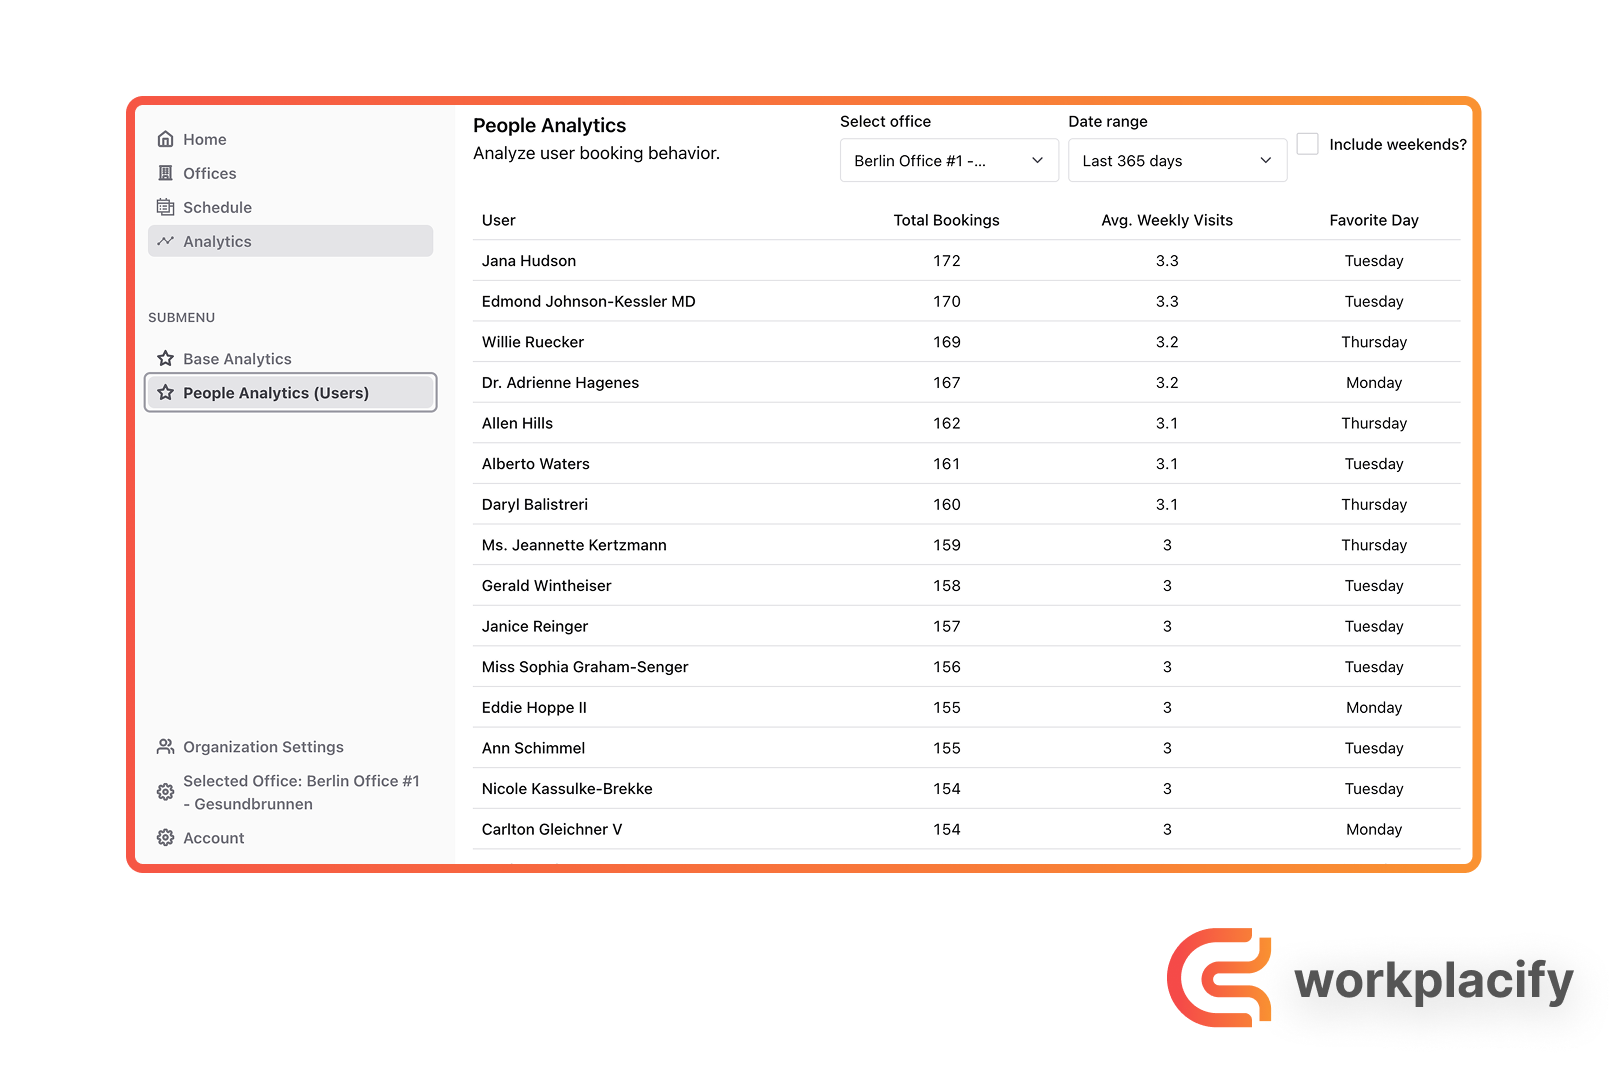 Home
Offices
Schedule
Analytics
SUBMENU
Base Analytics
People Analytics (Users)
Organization Settings
Selected Office: Berlin Office #1
- Gesundbrunnen
Account
People Analytics
Analyze user booking behavior.
Select office
Berlin Office #1 -...
Date range
Last 365 days
Include weekends?
User Total Bookings Avg. Weekly Visits Favorite Day
Jana Hudson 172 3.3 Tuesday
Edmond Johnson-Kessler MD 170 3.3 Tuesday
Willie Ruecker 169 3.2 Thursday
Dr. Adrienne Hagenes 167 3.2 Monday
Allen Hills 162 3.1 Thursday
Alberto Waters 161 3.1 Tuesday
Daryl Balistreri 160 3.1 Thursday
Ms. Jeannette Kertzmann 159 3 Thursday
Gerald Wintheiser 158 3 Tuesday
Janice Reinger 157 3 Tuesday
Miss Sophia Graham-Senger 156 3 Tuesday
Eddie Hoppe II 155 3 Monday
Ann Schimmel 155 3 Tuesday
Nicole Kassulke-Brekke 154 3 Tuesday
Carlton Gleichner V 154 3 Monday
workplacify